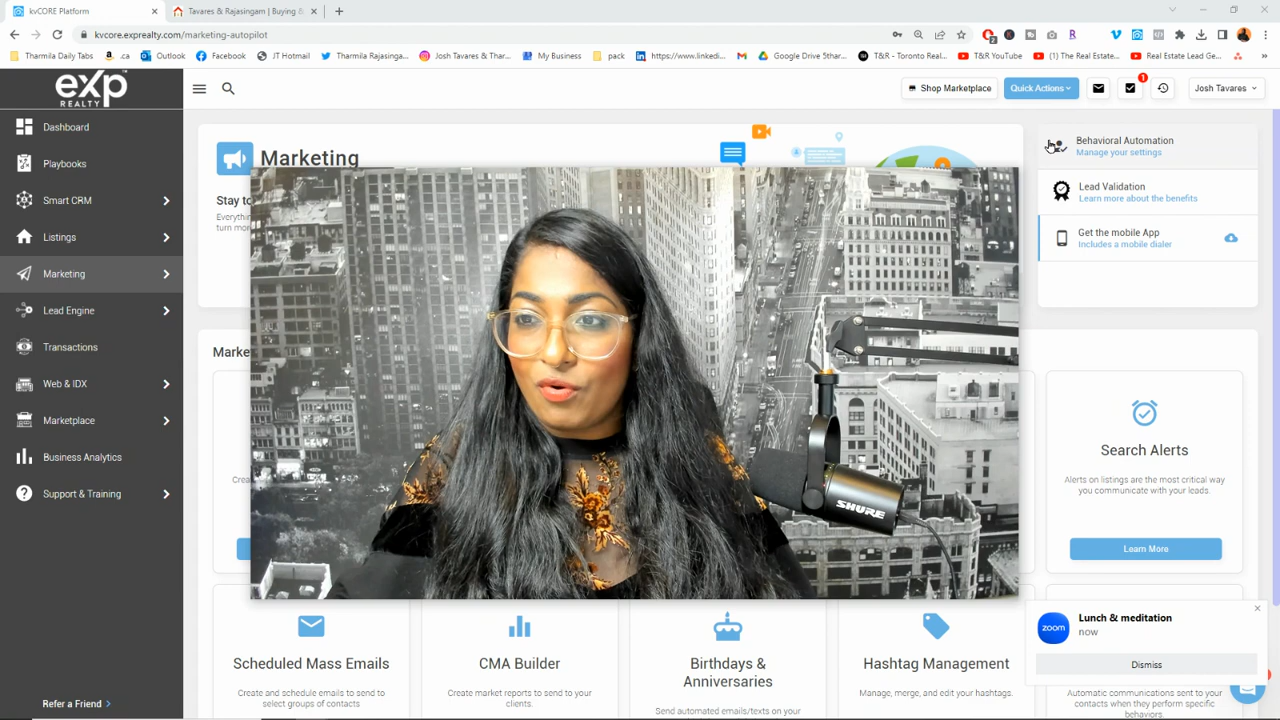 kvCORE Platform
Tavares & Rajasingam | Buying &
kvcore.exprealty.com/marketing-autopilot
Tharmila Daily Tabs
.ca
Outlook
Facebook
JT Hotmail
Tharmila Rajasinga...
Josh Tavares & Thar...
My Business
pack
https://www.linkedi...
Google Drive 5thar...
T&R - Toronto Real...
T&R YouTube
(1) The Real Estate...
Real Estate Lead Ge...
eXp
REALTY
Shop Marketplace
Quick Actions
1
Josh Tavares
Dashboard
Playbooks
Smart CRM
Listings
Marketing
Lead Engine
Transactions
Web & IDX
Marketplace
Business Analytics
Support & Training
Refer a Friend
Marketing
Stay to
Everything
turn more
Behavioral Automation
Manage your settings
Lead Validation
Learn more about the benefits
Get the mobile App
Includes a mobile dialer
Marke
Crea
SHURE
Search Alerts
Alerts on listings are the most critical way
you communicate with your leads.
Learn More
Scheduled Mass Emails
Create and schedule emails to send to
select groups of contacts
CMA Builder
Create market reports to send to your
clients.
Birthdays &
Anniversaries
Send automated emails/texts on your
Hashtag Management
Manage, merge, and edit your hashtags.
zoom
Lunch & meditation
now
Dismiss
Automatic communications sent to your
contacts when they perform specific
behaviors.